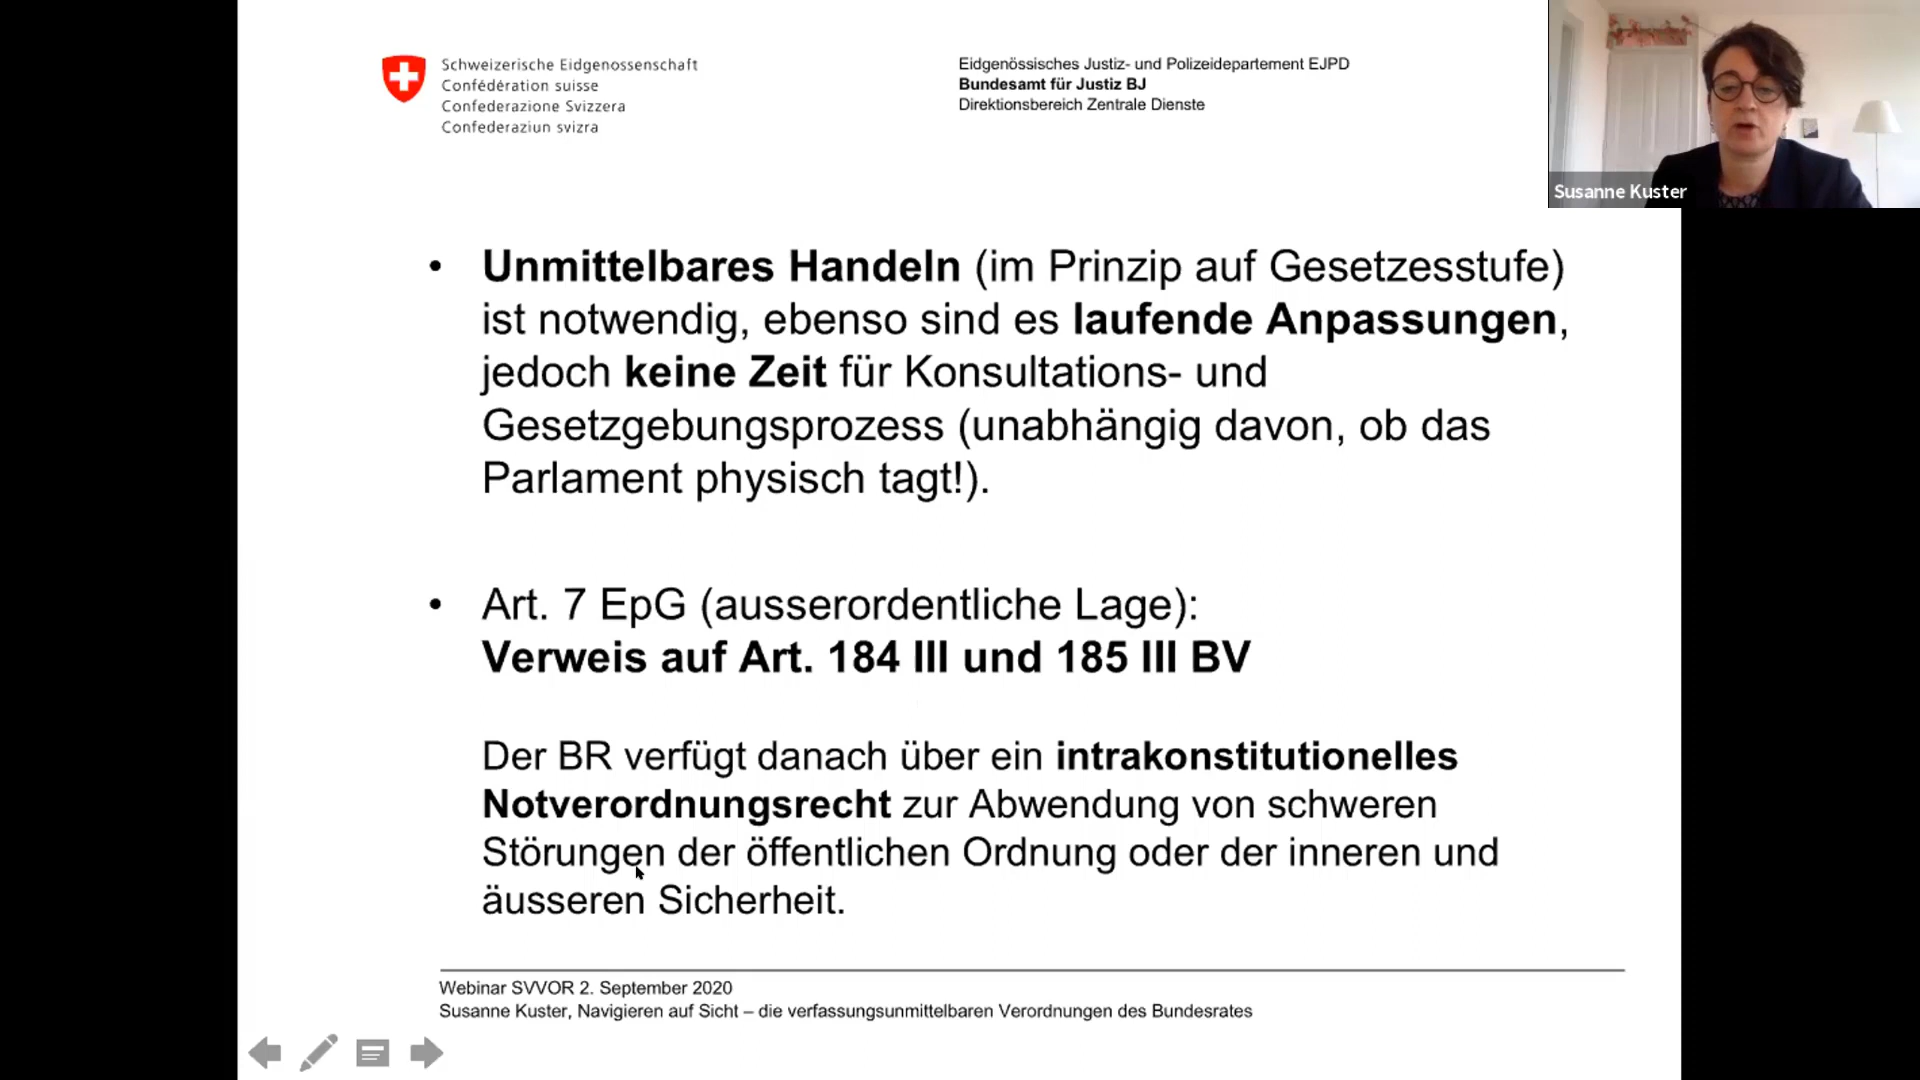 Schweizerische Eidgenossenschaft
Confédération suisse
Confederazione Svizzera
Confederaziun svizra
Eidgenössisches Justiz- und Polizeidepartement EJPD
Bundesamt für Justiz BJ
Direktionsbereich Zentrale Dienste
Susanne Kuster
• Unmittelbares Handeln (im Prinzip auf Gesetzesstufe)
ist notwendig, ebenso sind es laufende Anpassungen,
jedoch keine Zeit für Konsultations- und
Gesetzgebungsprozess (unabhängig davon, ob das
Parlament physisch tagt!).
• Art. 7 EpG (ausserordentliche Lage):
Verweis auf Art. 184 III und 185 III BV
Der BR verfügt danach über ein intrakonstitutionelles
Notverordnungsrecht zur Abwendung von schweren
Störungen der öffentlichen Ordnung oder der inneren und
äusseren Sicherheit.
Webinar SVVOR 2. September 2020
Susanne Kuster, Navigieren auf Sicht – die verfassungsunmittelbaren Verordnungen des Bundesrates